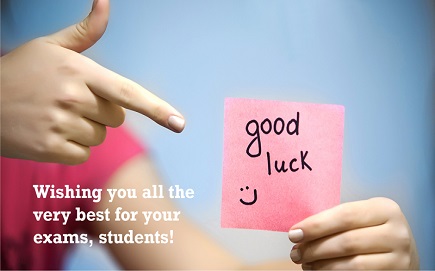 good
luck
Wishing you all the
very best for your
exams, students!